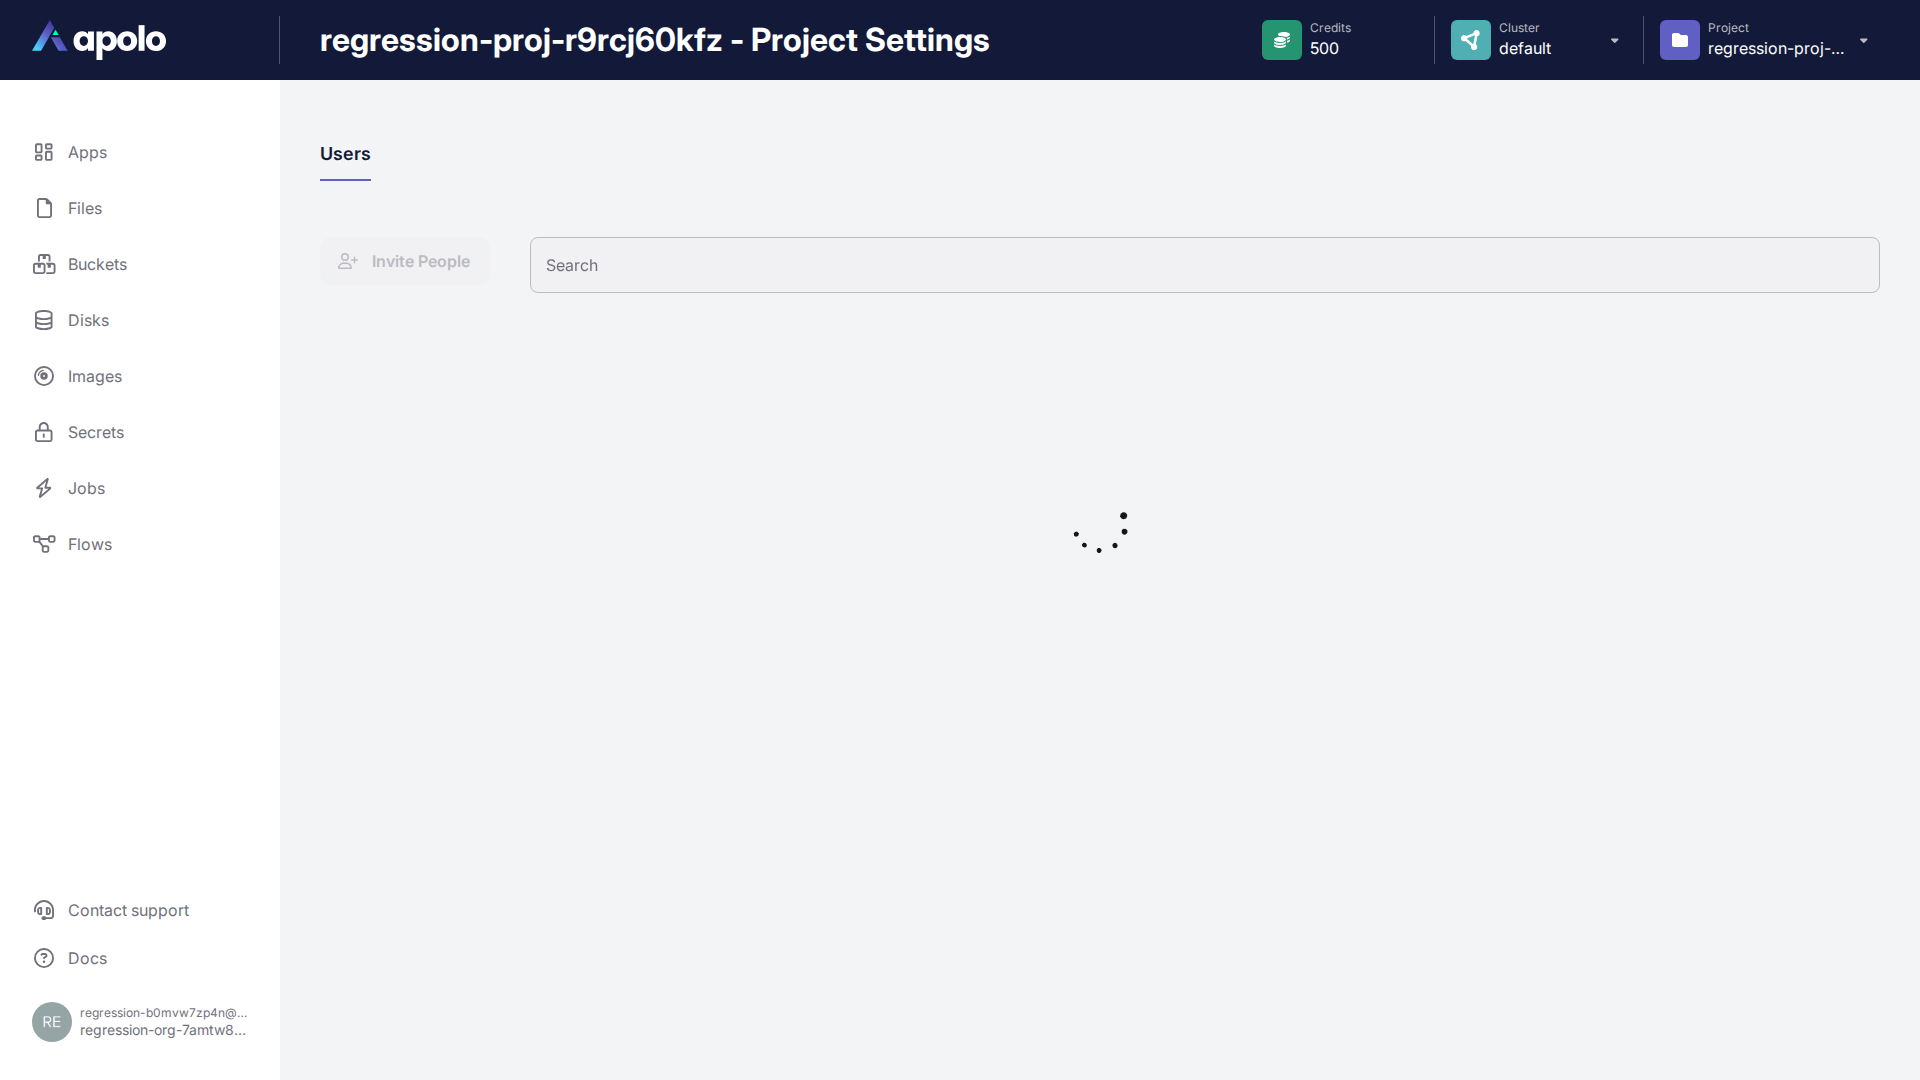 apolo
regression-proj-r9rcj60kfz - Project Settings
Credits
500
Cluster
default
Project
regression-proj-...
Apps
Files
Buckets
Disks
Images
Secrets
Jobs
Flows
Users
Invite People
Search
Contact support
Docs
RE
regression-b0mvw7zp4n@...
regression-org-7amtw8...